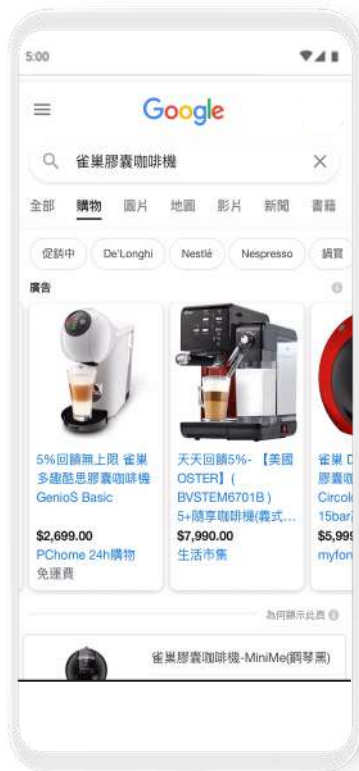 5:00
Google
雀巢膠囊咖啡機
全部 購物 圖片 地圖 影片 新聞 書籍
促銷中 De'Longhi Nestlé Nespresso 鍋寶
廣告
5%回饋無上限 雀巢
多趣酷思膠囊咖啡機
GenioS Basic
$2,699.00
PChome 24h購物
免運費
天天回饋5%-【美國
OSTER】(
BVSTEM6701B )
5+隨享咖啡機(義式...
$7,990.00
生活市集
雀巢 D
膠囊咖
Circol
15bar
$5,999
myfon
為何顯示此頁
雀巢膠囊咖啡機-MiniMe(鋼琴黑)